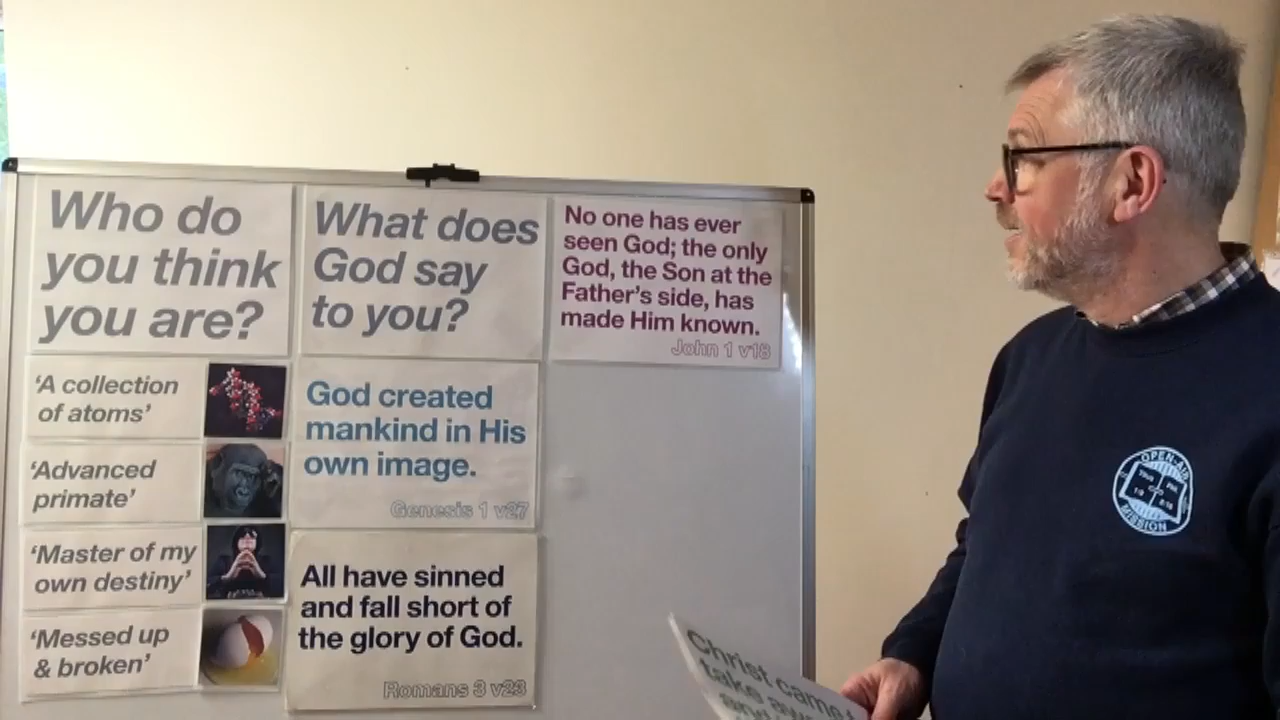 Who do
you think
you are?
'A collection
of atoms'
'Advanced
primate'
'Master of my
own destiny'
'Messed up
& broken'
What does
God say
to you?
God created
mankind in His
own image.
Genesis 1 v27
All have sinned
and fall short of
the glory of God.
Romans 3 v23
No one has ever
seen God; the only
God, the Son at the
Father's side, has
made Him known.
John 1 v18
Christ came
take
OPEN-AIR
MISSION